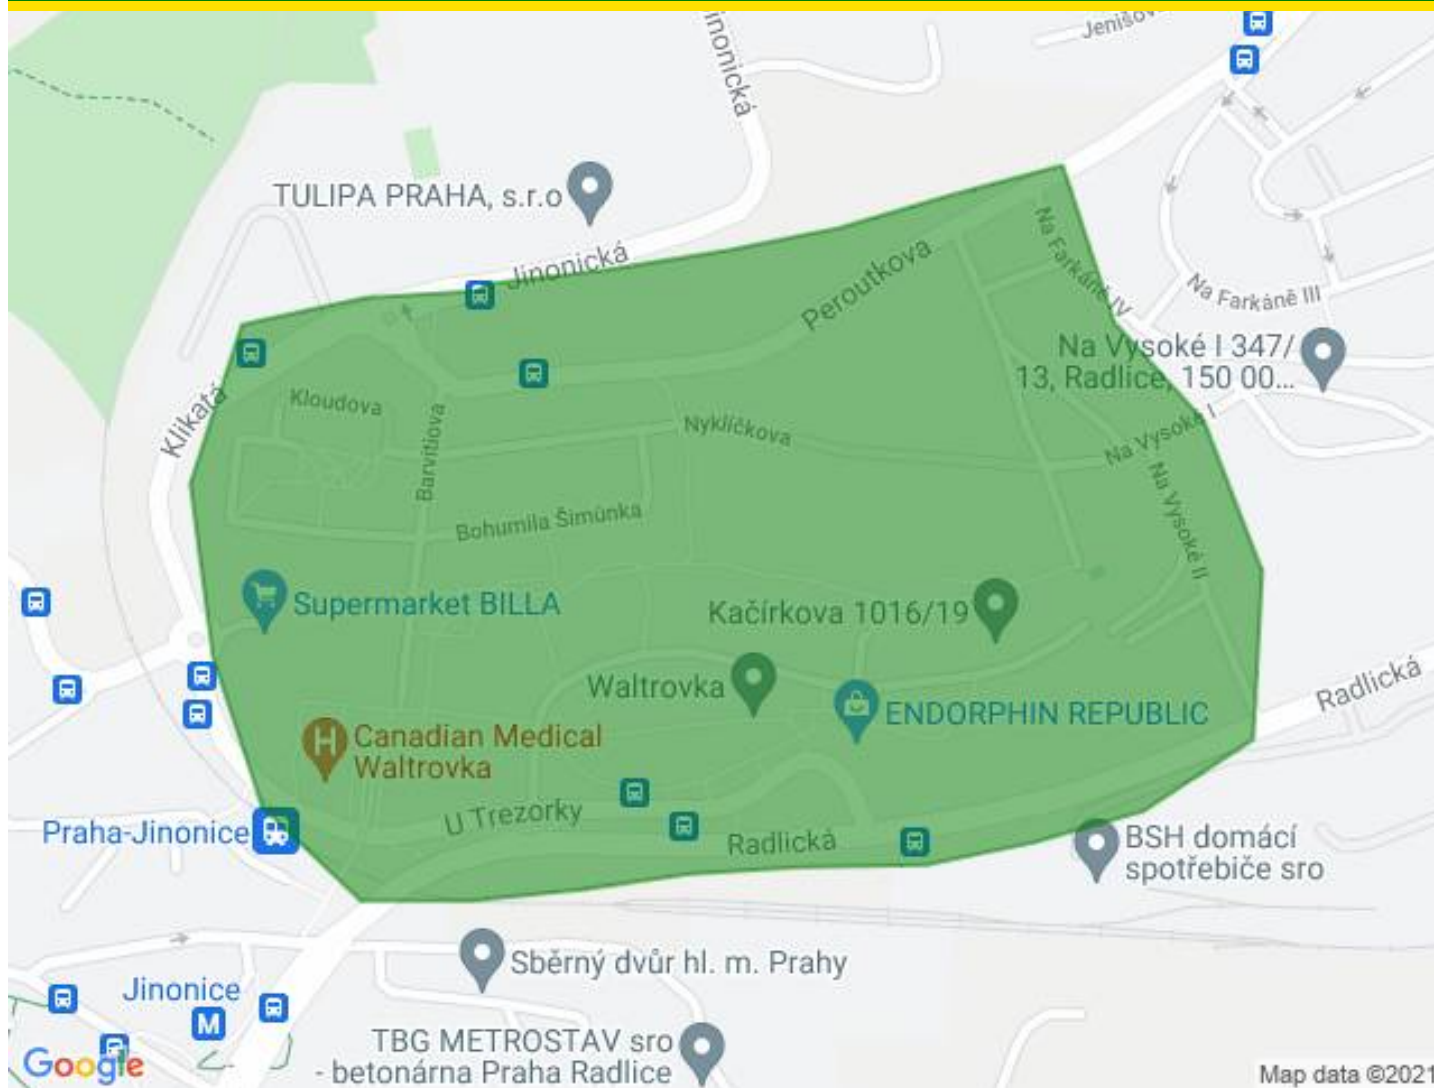 Jenišov
Jinonická
TULIPA PRAHA, s.r.o
Jinonická
Peroutkova
Na Farkáně IV
Na Farkáně III
Na Vysoké I 347/
13, Radlice, 150 00...
Klikatá
Kloudova
Barvitiova
Nyklíčkova
Na Vysoké I
Na Vysoké II
Bohumila Šimůnka
Supermarket BILLA
Kačírkova 1016/19
Waltrovka
ENDORPHIN REPUBLIC
Radlická
Canadian Medical
Waltrovka
U Trezorky
Praha-Jinonice
Radlická
BSH domácí
spotřebiče sro
Sběrný dvůr hl. m. Prahy
Jinonice
M
TBG METROSTAV sro
- betonárna Praha Radlice
Google
Map data ©2021